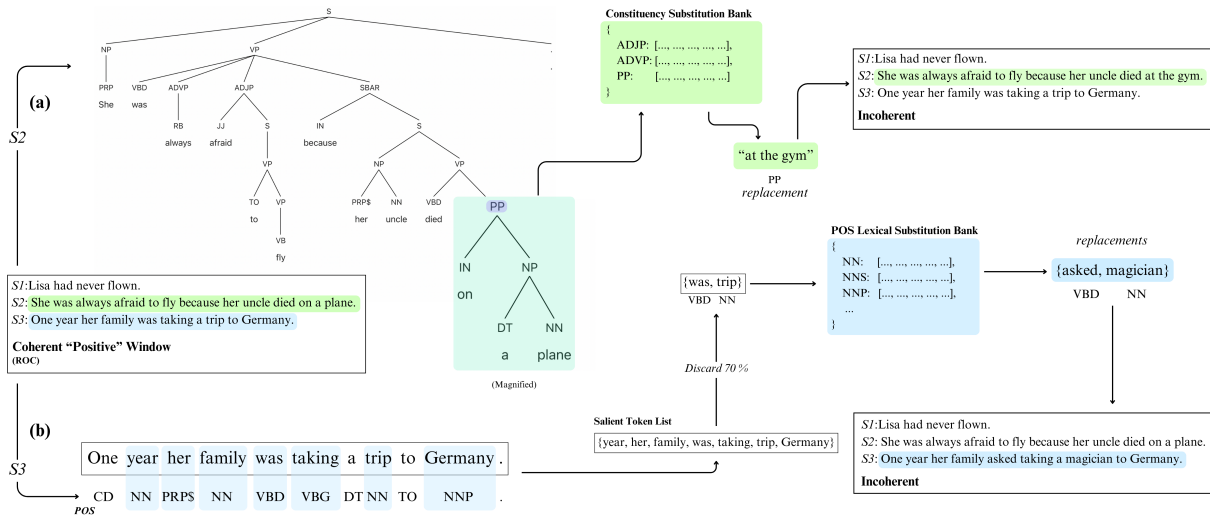 S
NP VP .
PRP VBD ADVP ADJP SBAR
She was
RB JJ S IN S
always afraid because
VP NP VP
TO VP PRP$ NN VBD PP
to her uncle died
VB
fly
IN NP
on
DT NN
a plane
(Magnified)
(a)
S2
Constituency Substitution Bank
{
ADJP: [..., ..., ..., ..., ...],
ADVP: [..., ..., ..., ..., ...],
PP: [..., ..., ..., ..., ...]
}
“at the gym”
PP
replacement
S1:Lisa had never flown.
S2: She was always afraid to fly because her uncle died at the gym.
S3: One year her family was taking a trip to Germany.
Incoherent
S1:Lisa had never flown.
S2: She was always afraid to fly because her uncle died on a plane.
S3: One year her family was taking a trip to Germany.
Coherent “Positive” Window
(ROC)
(b)
S3
One year her family was taking a trip to Germany .
CD NN PRP$ NN VBD VBG DT NN TO NNP .
POS
Salient Token List
{year, her, family, was, taking, trip, Germany}
Discard 70 %
{was, trip}
VBD NN
POS Lexical Substitution Bank
{
NN: [..., ..., ..., ..., ...],
NNS: [..., ..., ..., ..., ...],
NNP: [..., ..., ..., ..., ...],
...
}
replacements
{asked, magician}
VBD NN
S1:Lisa had never flown.
S2: She was always afraid to fly because her uncle died on a plane.
S3: One year her family asked taking a magician to Germany.
Incoherent